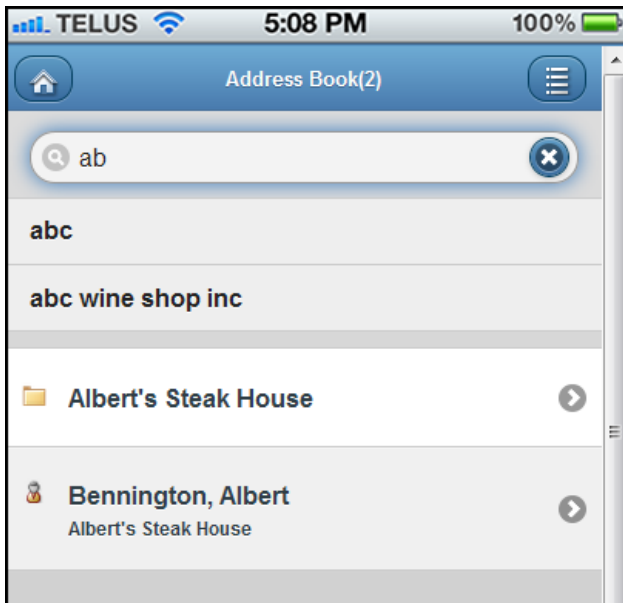 TELUS 5:08 PM 100%
Address Book(2)
ab
abc
abc wine shop inc
Albert's Steak House
Bennington, Albert
Albert's Steak House